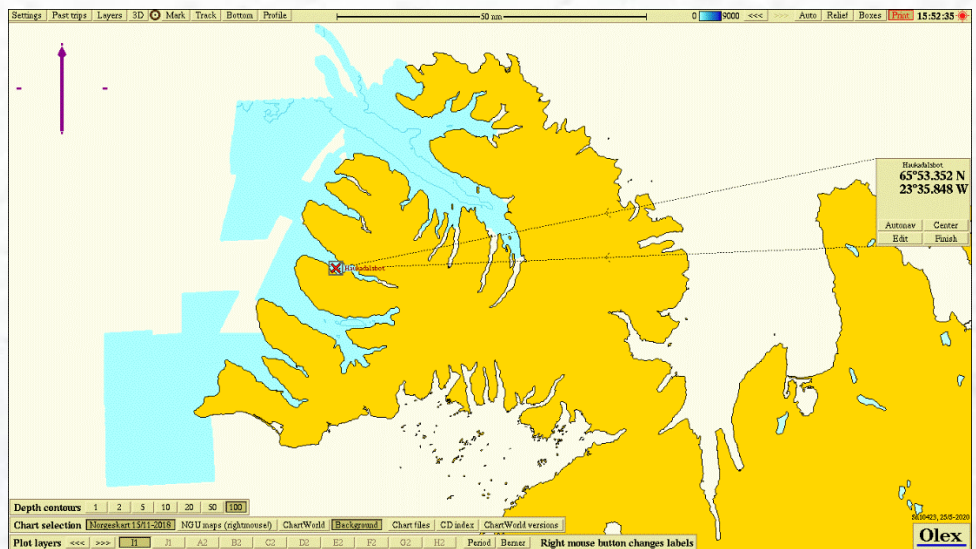 Settings Past trips Layers 3D Mark Track Bottom Profile 50 nm 0 9000 <<< >>> Auto Relief Boxes Print 15:52:35
Haukadalsbot
65°53.352 N
23°35.848 W
Autonav Center
Edit Finish
Haukadalsbot
Depth contours 1 2 5 10 20 50 100
Chart selection Norgeskart 15/11-2018 NGU maps (rightmouse!) ChartWorld Background Chart files CD index ChartWorld versions
Plot layers <<< >>> I1 J1 A2 B2 C2 D2 E2 F2 G2 H2 Period Berner Right mouse button changes labels
Olex